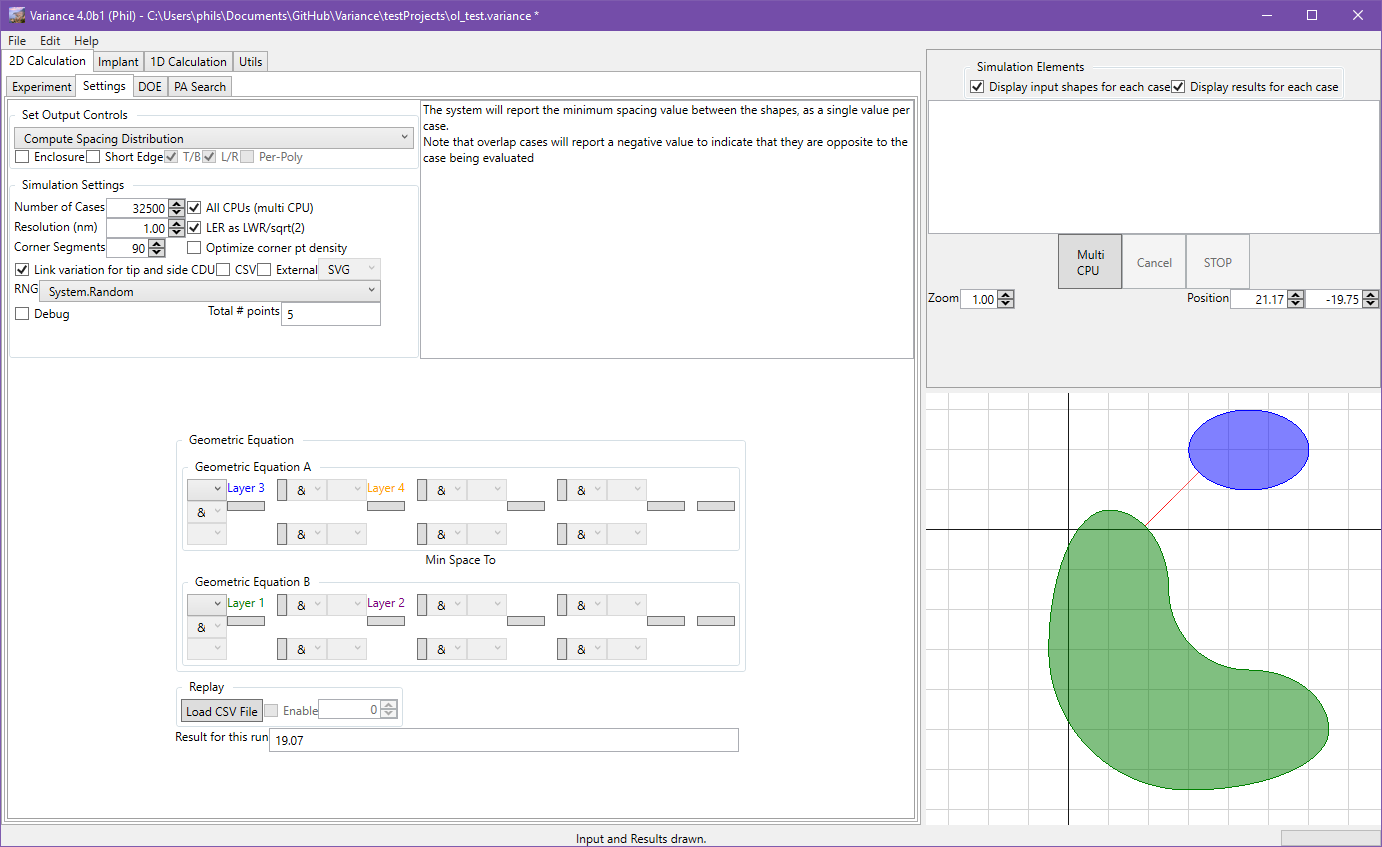 Variance 4.0b1 (Phil) - C:\Users\phils\Documents\GitHub\Variance\testProjects\ol_test.variance *
File Edit Help
2D Calculation Implant 1D Calculation Utils
Experiment Settings DOE PA Search
Set Output Controls
Compute Spacing Distribution
Enclosure Short Edge T/B L/R Per-Poly
Simulation Settings
Number of Cases 32500 All CPUs (multi CPU)
Resolution (nm) 1.00 LER as LWR/sqrt(2)
Corner Segments 90 Optimize corner pt density
Link variation for tip and side CDU CSV External SVG
RNG System.Random
Debug Total # points 5
The system will report the minimum spacing value between the shapes, as a single value per
case.
Note that overlap cases will report a negative value to indicate that they are opposite to the
case being evaluated
Geometric Equation
Geometric Equation A
Layer 3 & Layer 4 & &
&
& & &
Min Space To
Geometric Equation B
Layer 1 & Layer 2 & &
&
& & &
Replay
Load CSV File Enable 0
Result for this run 19.07
Simulation Elements
Display input shapes for each case Display results for each case
Multi
CPU
Cancel STOP
Zoom 1.00 Position 21.17 -19.75
Input and Results drawn.